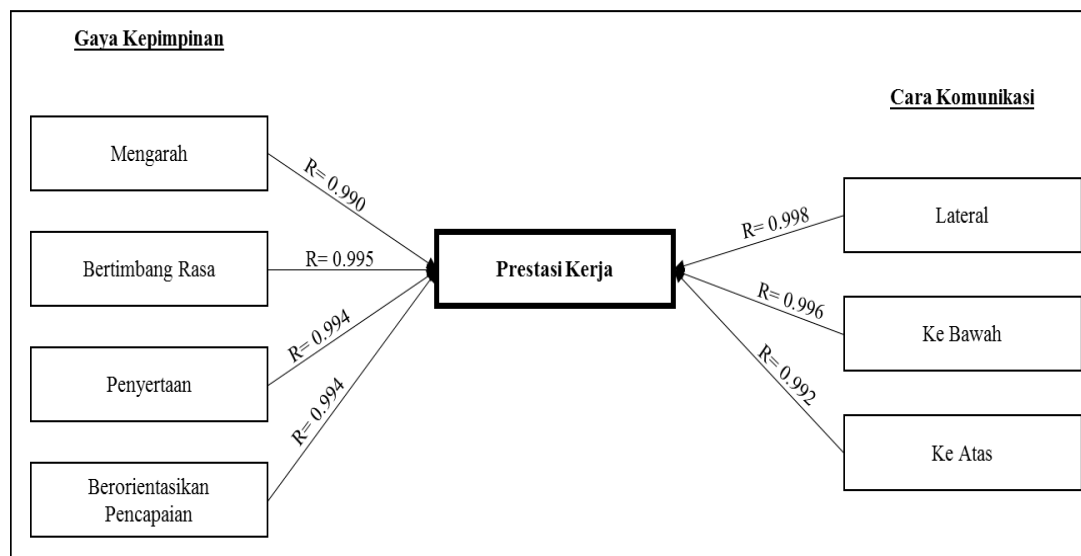 Gaya Kepimpinan
Mengarah
R= 0.990
Bertimbang Rasa
R= 0.995
Penyertaan
R= 0.994
Berorientasikan
Pencapaian
R= 0.994
Prestasi Kerja
Cara Komunikasi
Lateral
R= 0.998
Ke Bawah
R= 0.996
Ke Atas
R= 0.992